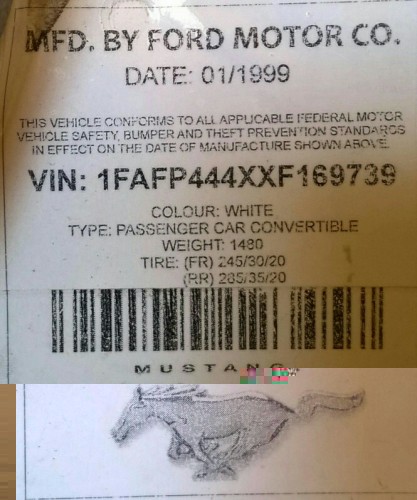 MFD. BY FORD MOTOR CO.
DATE: 01/1999
THIS VEHICLE CONFORMS TO ALL APPLICABLE FEDERAL MOTOR
VEHICLE SAFETY, BUMPER AND THEFT PREVENTION STANDARDS
IN EFFECT ON THE DATE OF MANUFACTURE SHOWN ABOVE.
VIN: 1FAFP444XXF169739
COLOUR: WHITE
TYPE: PASSENGER CAR CONVERTIBLE
WEIGHT: 1480
TIRE: (FR) 245/30/20
(RR) 285/35/20
MUSTANG